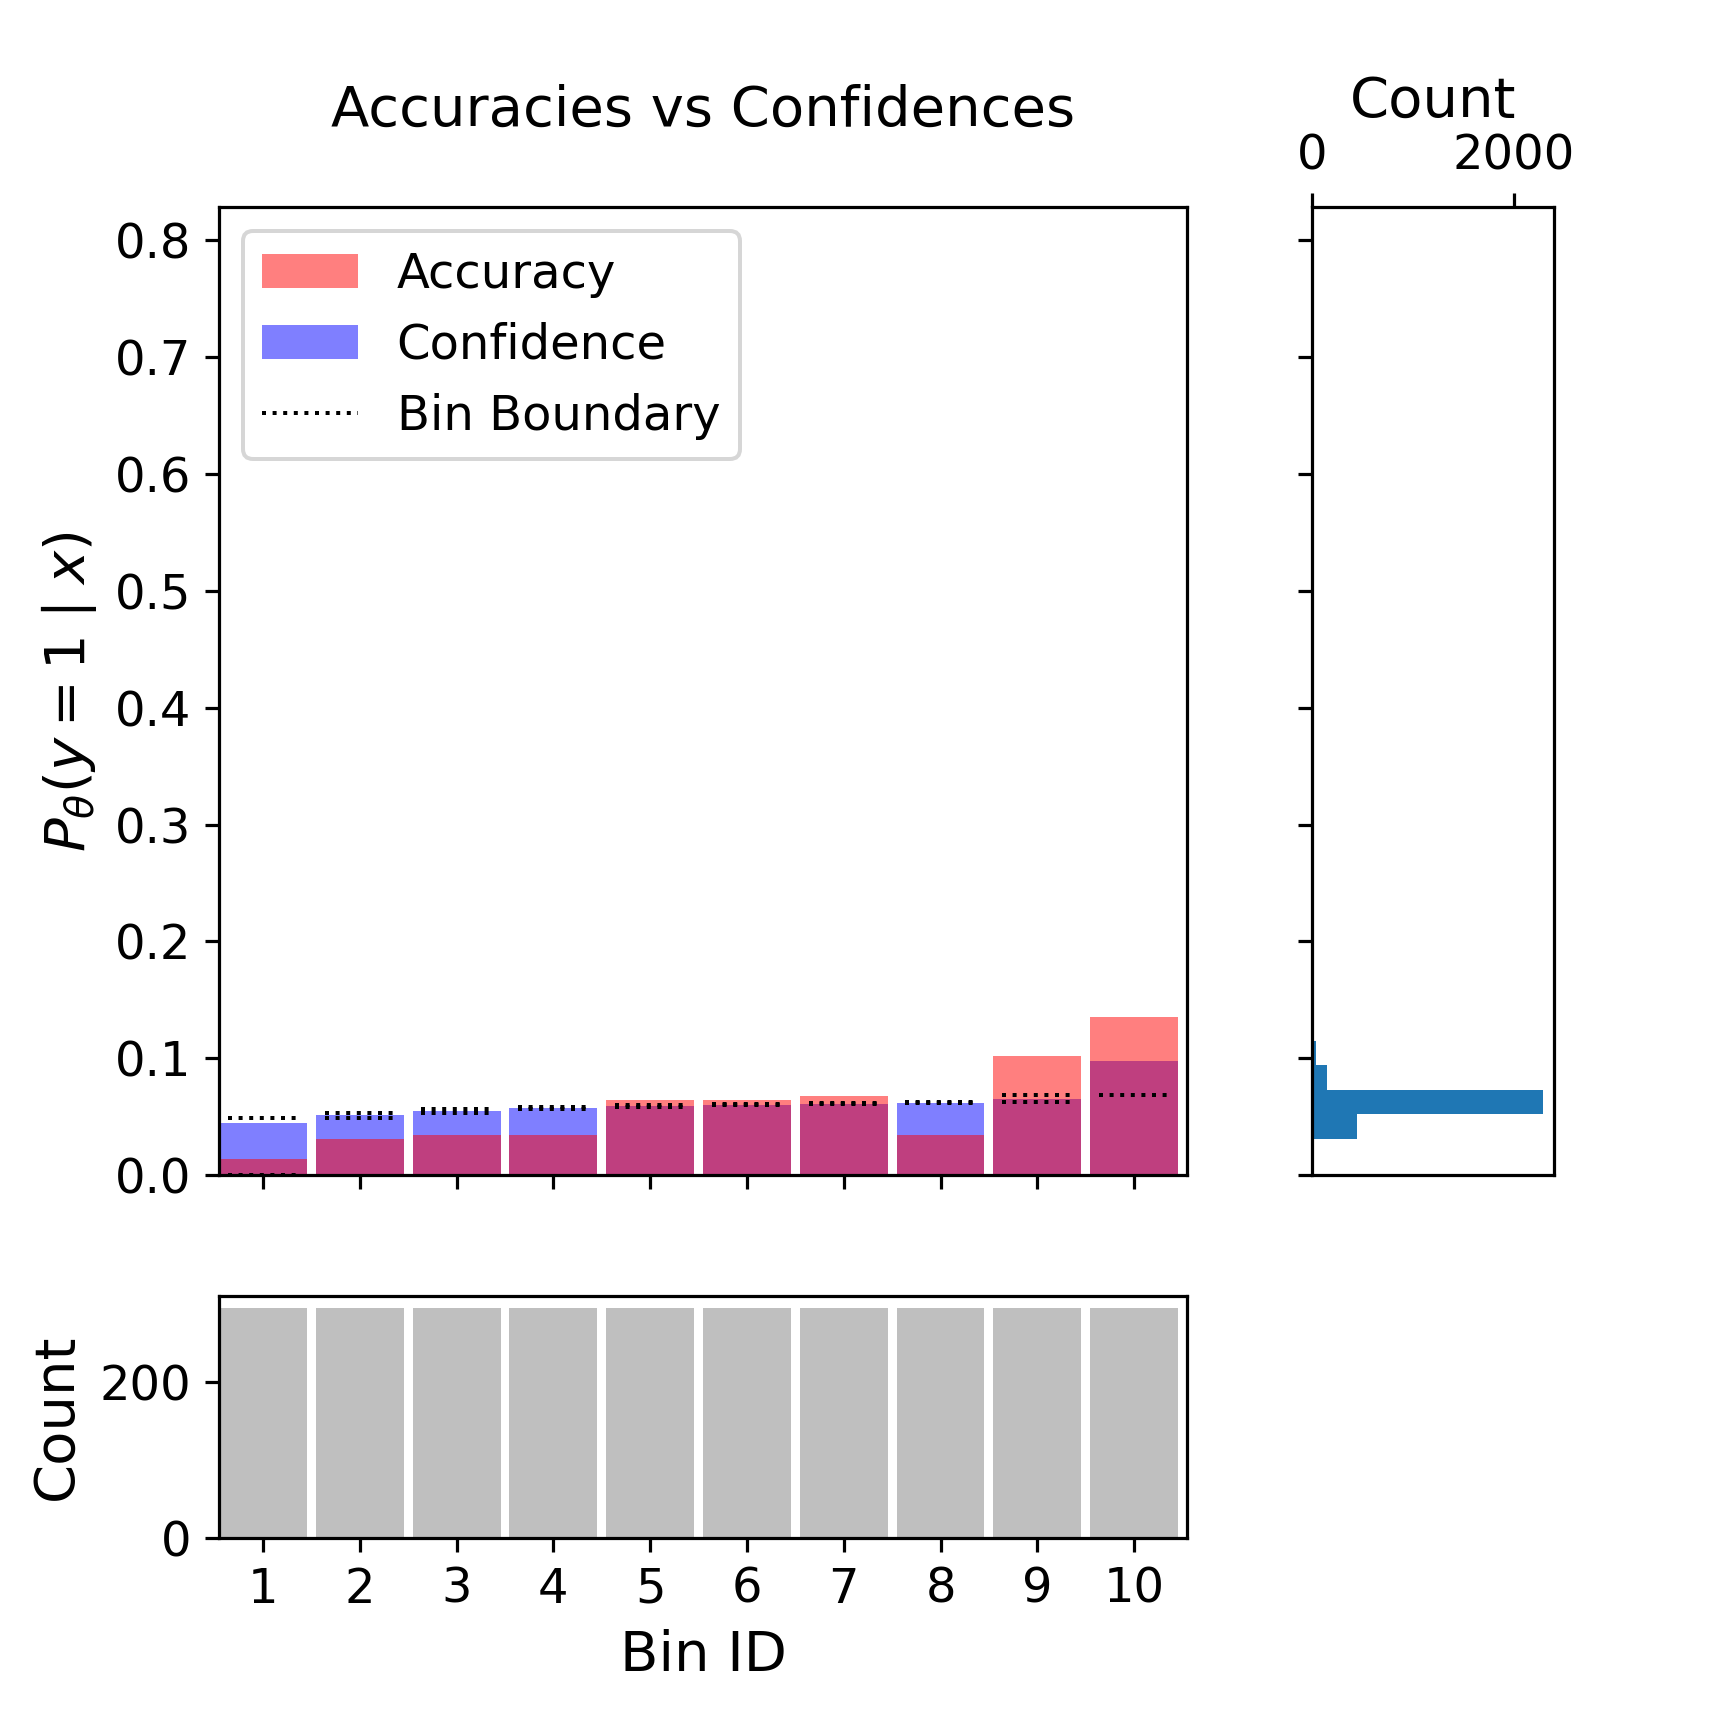 Accuracies vs Confidences
Count
0 2000
0.8
0.7
0.6
0.5
0.4
0.3
0.2
0.1
0.0
P_θ(y = 1 | x)
Accuracy
Confidence
Bin Boundary
Count
200
0
1 2 3 4 5 6 7 8 9 10
Bin ID